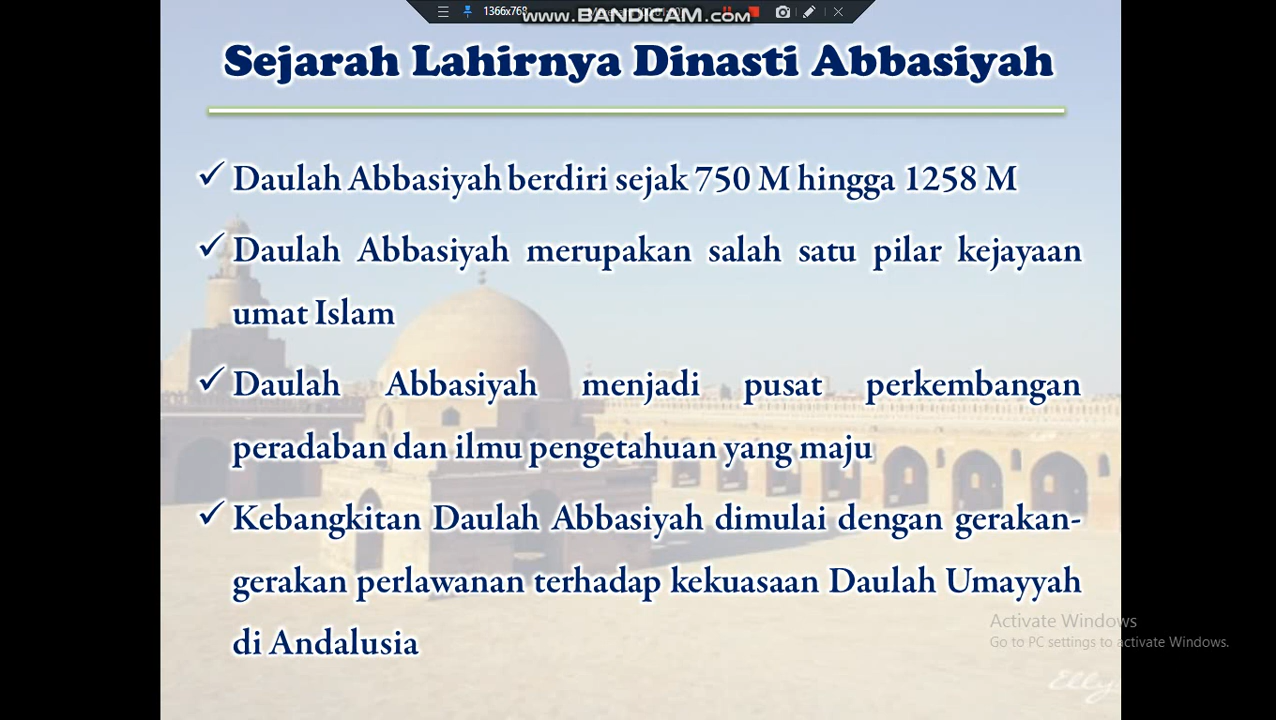 1366x768
www.BANDICAM.com
Sejarah Lahirnya Dinasti Abbasiyah
✓ Daulah Abbasiyah berdiri sejak 750 M hingga 1258 M
✓ Daulah Abbasiyah merupakan salah satu pilar kejayaan
umat Islam
✓ Daulah Abbasiyah menjadi pusat perkembangan
peradaban dan ilmu pengetahuan yang maju
✓ Kebangkitan Daulah Abbasiyah dimulai dengan gerakan-
gerakan perlawanan terhadap kekuasaan Daulah Umayyah
di Andalusia
Activate Windows
Go to PC settings to activate Windows.
Elly